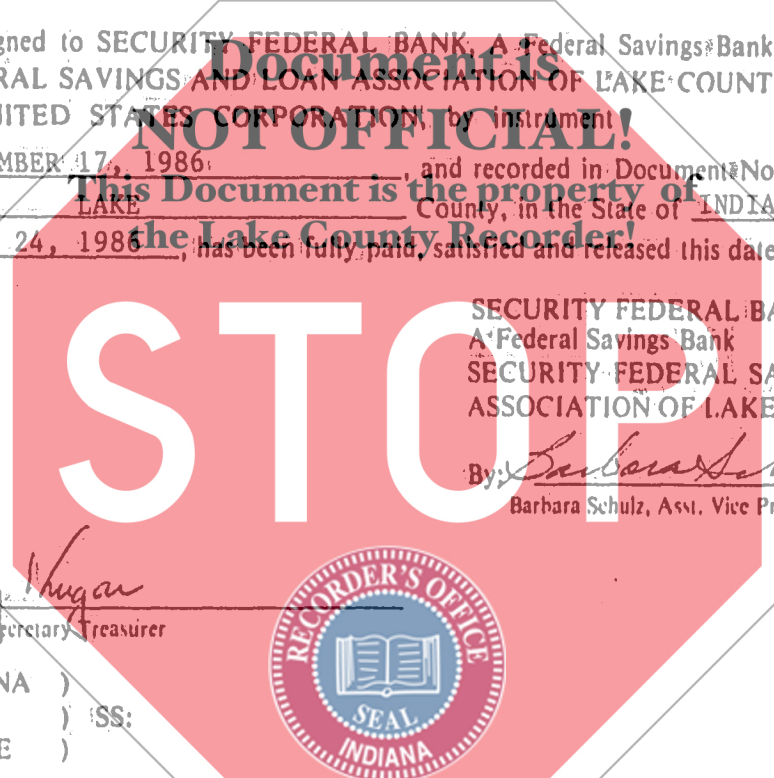 gned to SECURITY FEDERAL BANK, A Federal Savings Bank
RAL SAVINGS AND LOAN ASSOCIATION OF LAKE COUNT
NITED STATES CORPORATION, by instrument
MBER 17, 1986, and recorded in Document No
LAKE County, in the State of INDIA
24, 1986, has been fully paid, satisfied and released this date
Document is
NOT OFFICIAL!
This Document is the property of
the Lake County Recorder!
STOP
SECURITY FEDERAL BA
A Federal Savings Bank
SECURITY FEDERAL SA
ASSOCIATION OF LAKE
By: Barbara
Barbara Schulz, Asst. Vice Pr
ecretary Treasurer
NA )
) SS:
E )
RECORDER'S OFFICE
SEAL
INDIANA